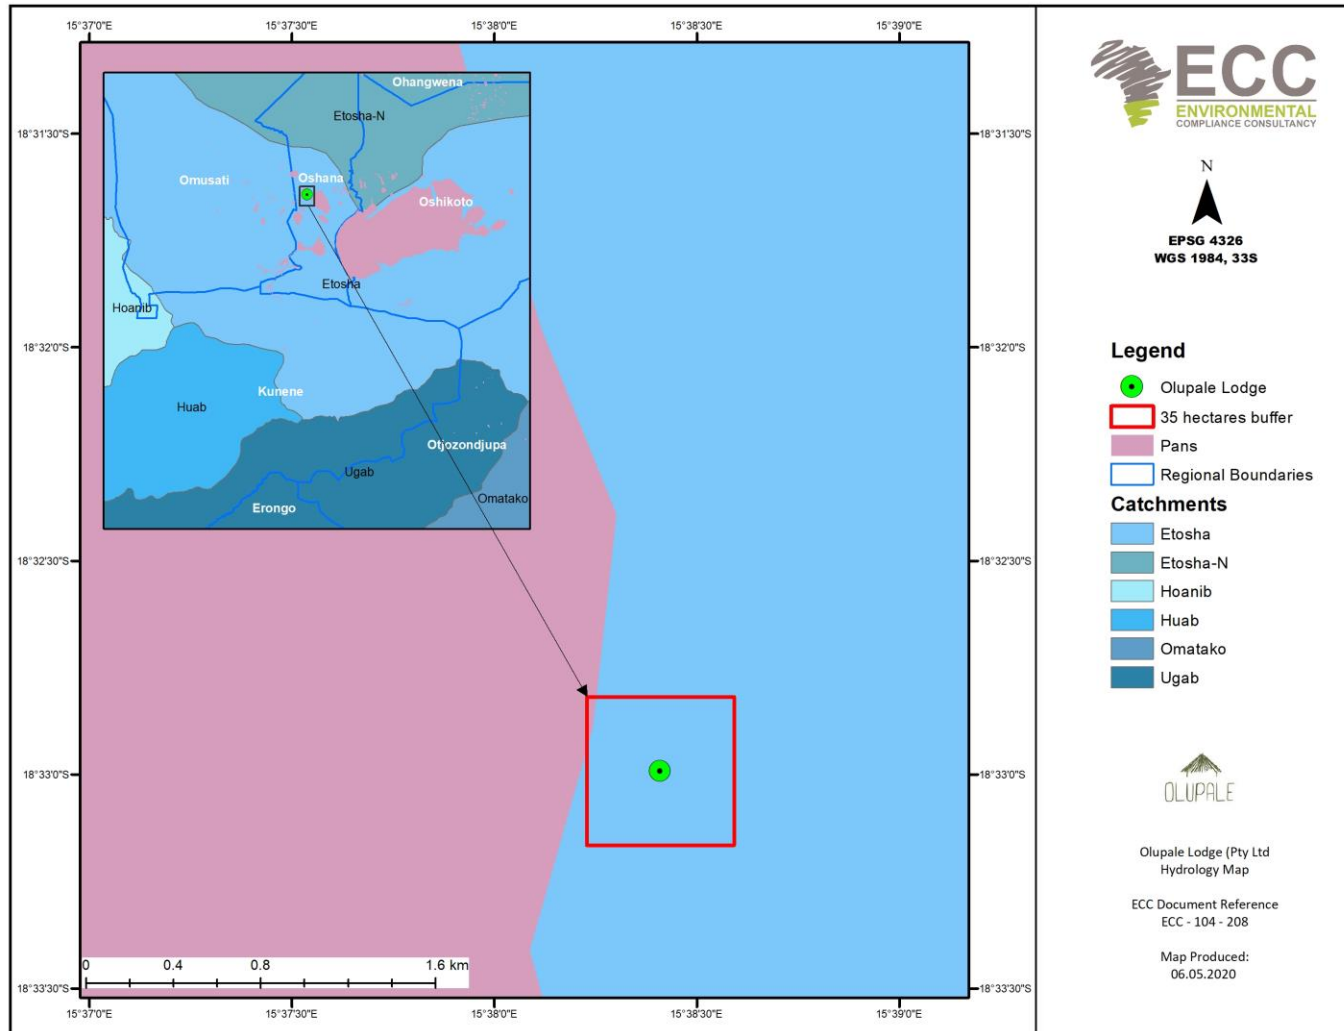 15°37'0"E
15°37'30"E
15°38'0"E
15°38'30"E
15°39'0"E
18°31'30"S
18°32'0"S
18°32'30"S
18°33'0"S
18°33'30"S
18°31'30"S
18°32'0"S
18°32'30"S
18°33'0"S
18°33'30"S
15°37'0"E
15°37'30"E
15°38'0"E
15°38'30"E
15°39'0"E
Ohangwena
Etosha-N
Omusati
Oshana
Oshikoto
Etosha
Hoanib
Kunene
Huab
Otjozondjupa
Ugab
Omatako
Erongo
0 0.4 0.8 1.6 km
ECC
ENVIRONMENTAL
COMPLIANCE CONSULTANCY
N
EPSG 4326
WGS 1984, 33S
Legend
Olupale Lodge
35 hectares buffer
Pans
Regional Boundaries
Catchments
Etosha
Etosha-N
Hoanib
Huab
Omatako
Ugab
OLUPALE
Olupale Lodge (Pty Ltd
Hydrology Map
ECC Document Reference
ECC - 104 - 208
Map Produced:
06.05.2020